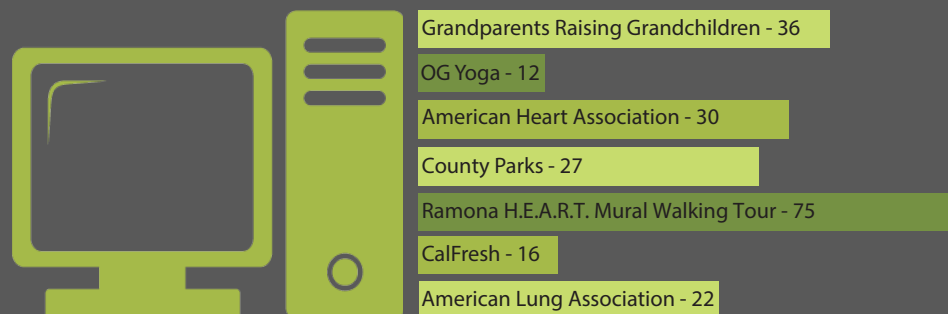 Grandparents Raising Grandchildren - 36
OG Yoga - 12
American Heart Association - 30
County Parks - 27
Ramona H.E.A.R.T. Mural Walking Tour - 75
CalFresh - 16
American Lung Association - 22